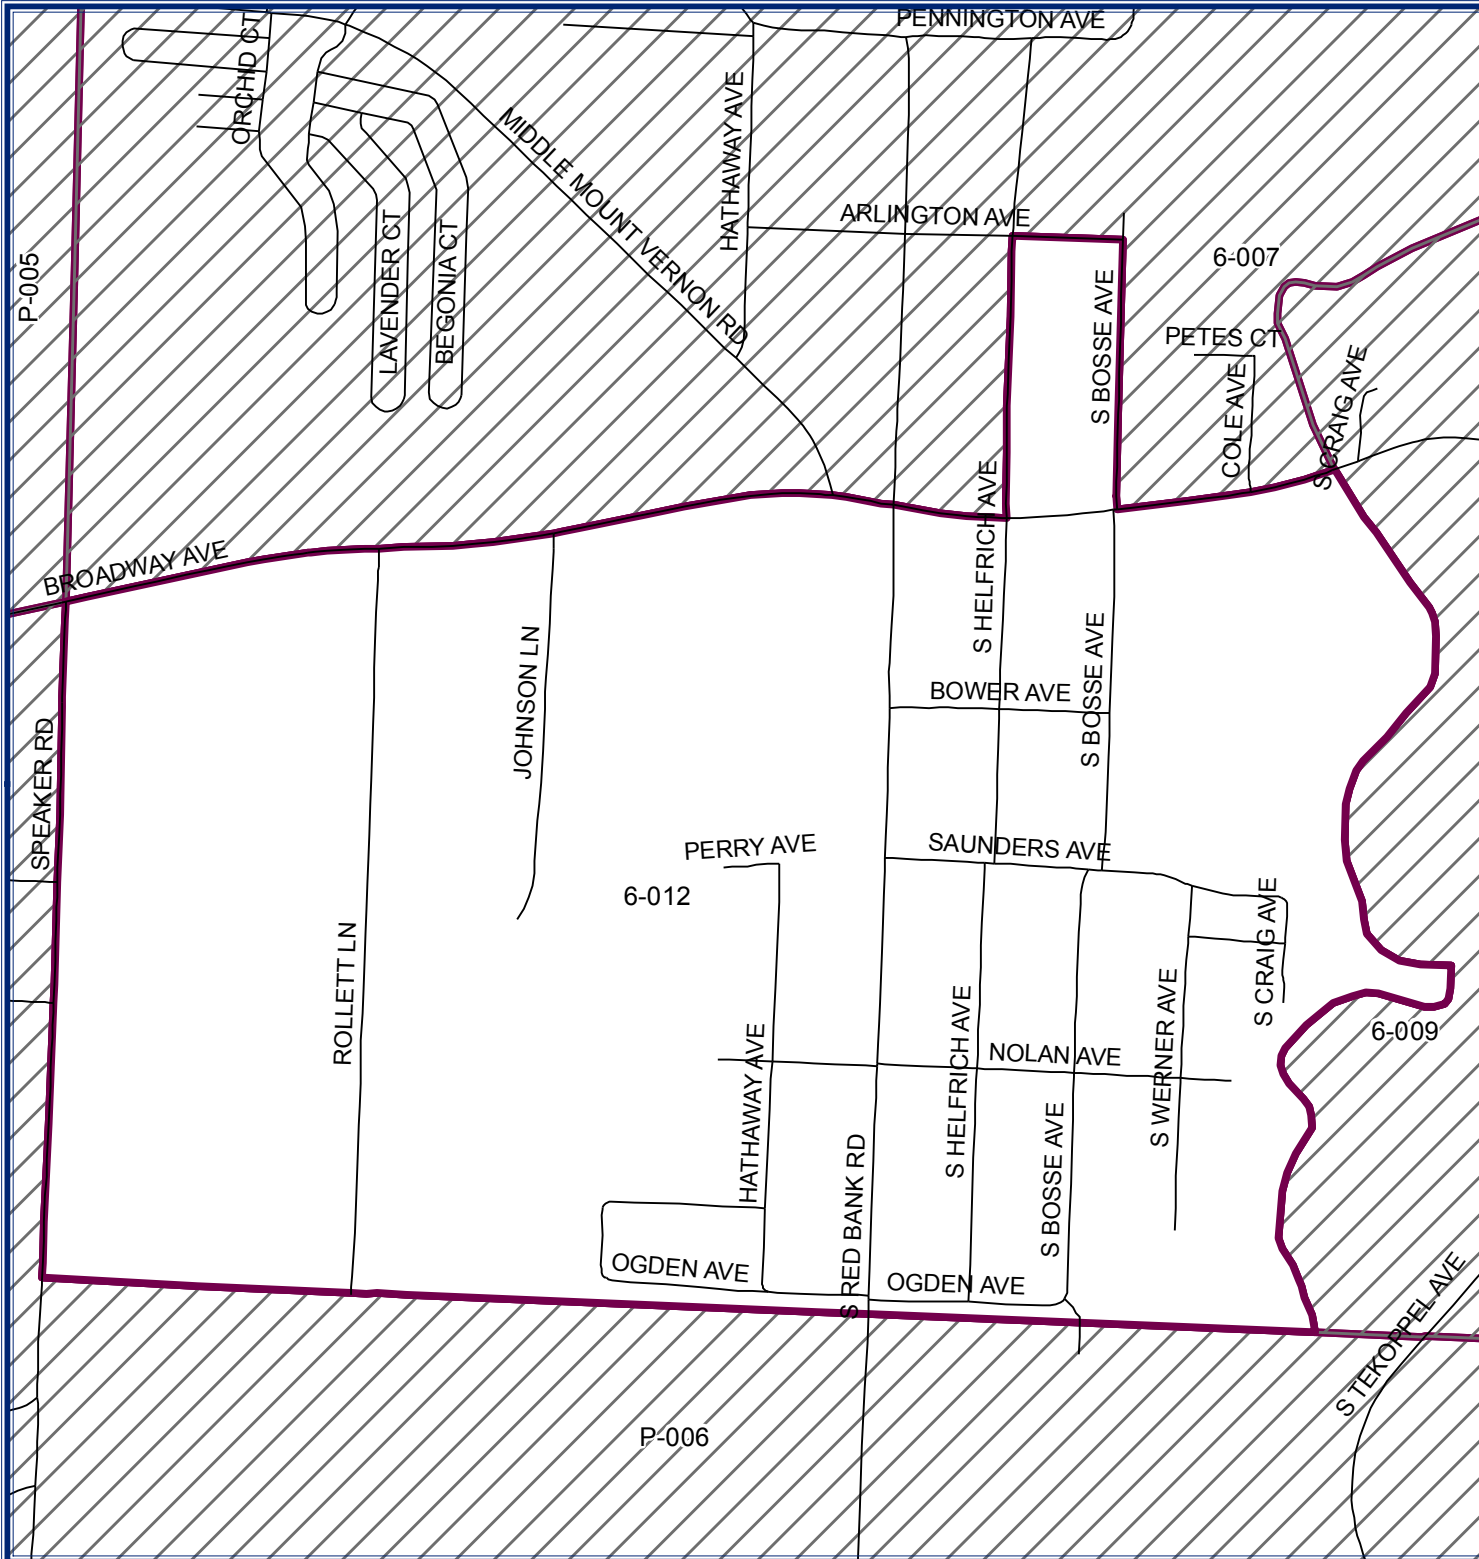 PENNINGTON AVE
ORCHID CT
HATHAWAY AVE
MIDDLE MOUNT VERNON RD
ARLINGTON AVE
P-005
LAVENDER CT
BEGONIA CT
6-007
S BOSSE AVE
PETES CT
COLE AVE
S CRAIG AVE
BROADWAY AVE
S HELFRICH AVE
JOHNSON LN
S BOSSE AVE
BOWER AVE
SPEAKER RD
PERRY AVE
SAUNDERS AVE
6-012
S CRAIG AVE
ROLLETT LN
S HELFRICH AVE
S WERNER AVE
6-009
NOLAN AVE
HATHAWAY AVE
S BOSSE AVE
S RED BANK RD
OGDEN AVE
OGDEN AVE
S TEKOPPEL AVE
P-006